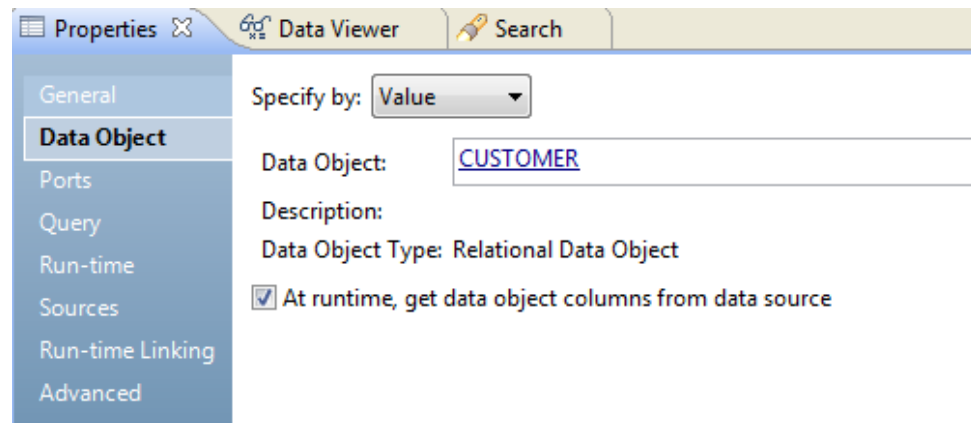 Properties Data Viewer Search
General
Specify by: Value
Data Object
Data Object: CUSTOMER
Ports
Description:
Query
Data Object Type: Relational Data Object
Run-time
At runtime, get data object columns from data source
Sources
Run-time Linking
Advanced